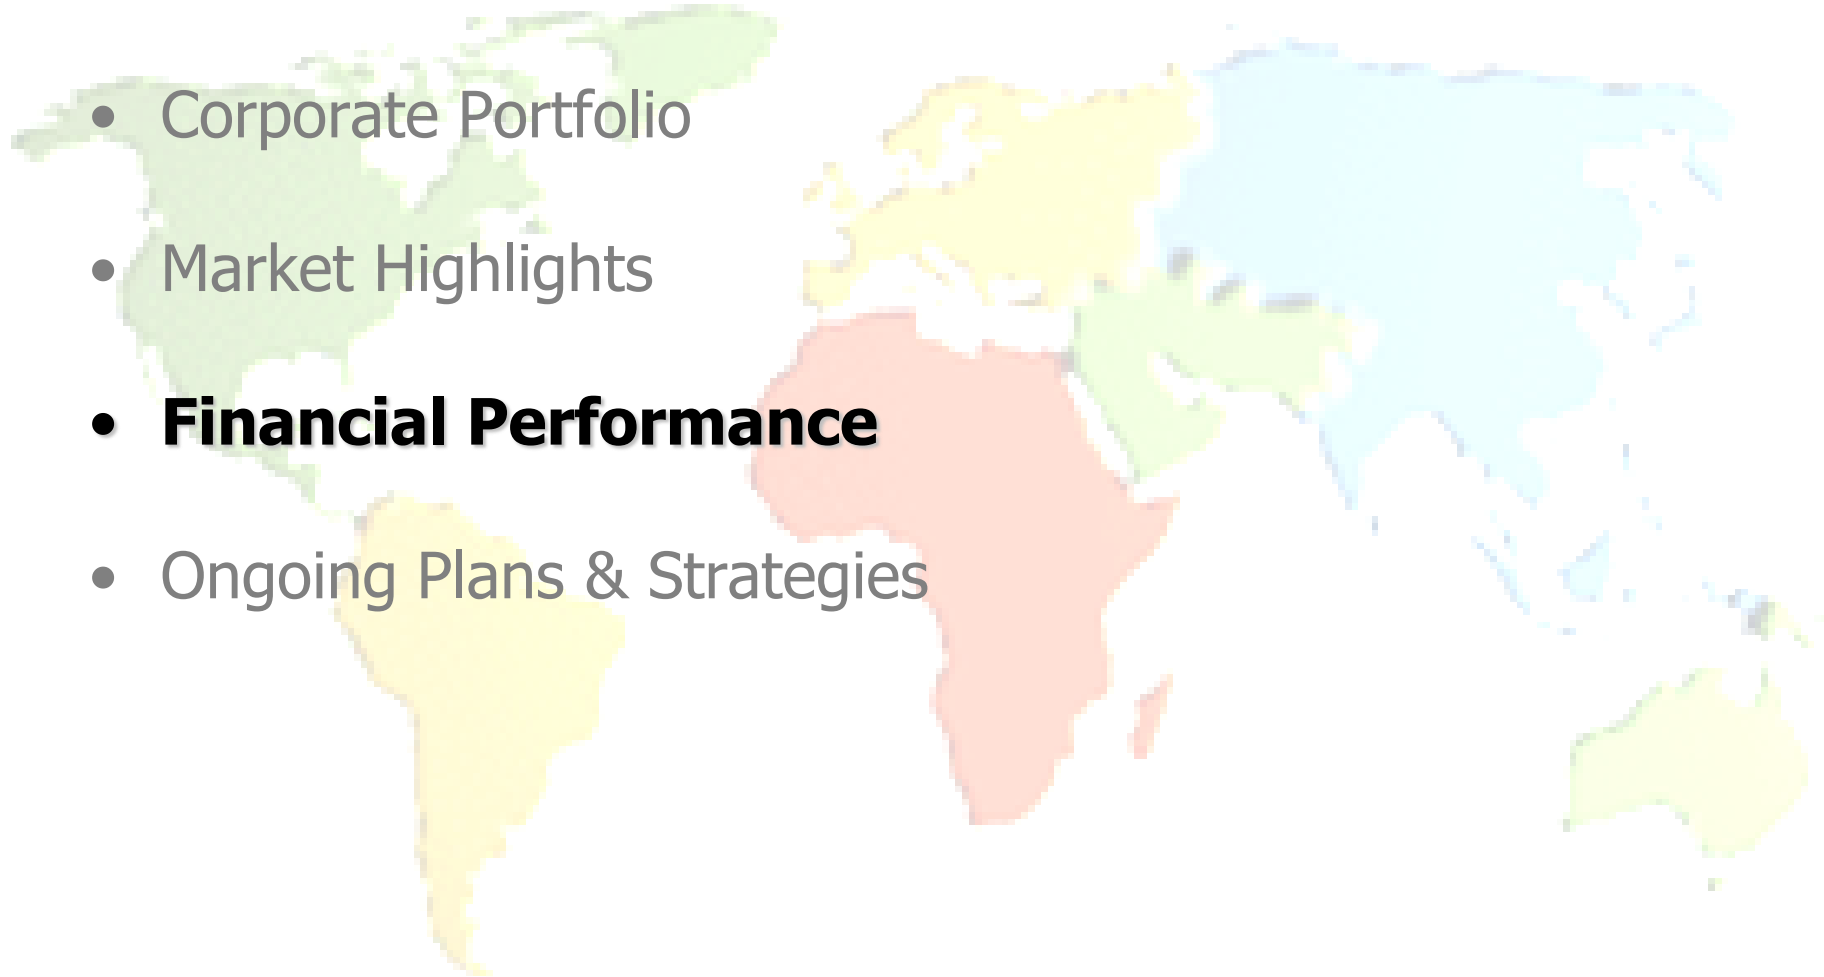 • Corporate Portfolio
• Market Highlights
• Financial Performance
• Ongoing Plans & Strategies